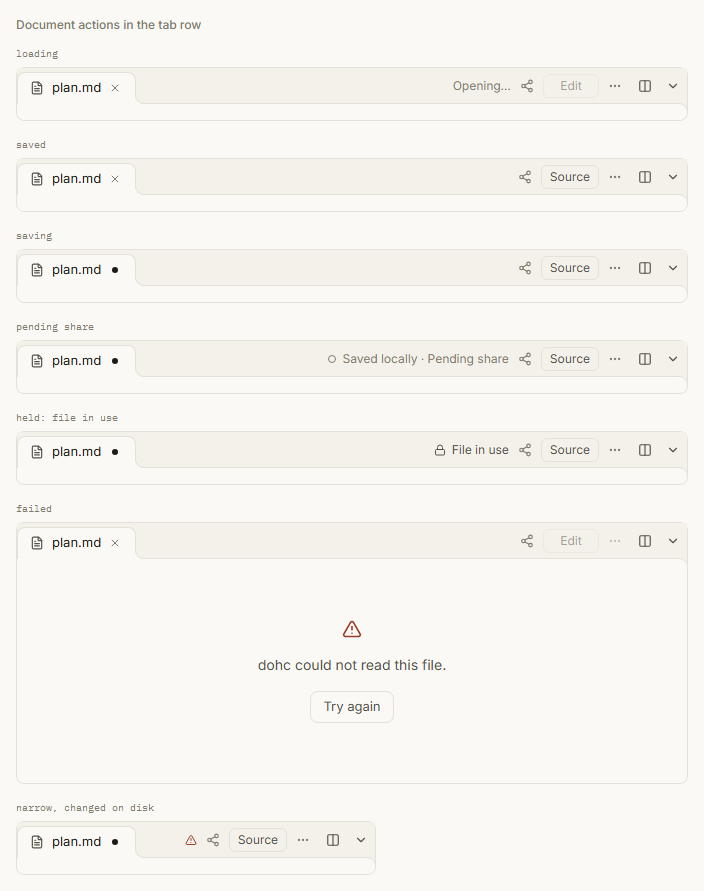 Document actions in the tab row
loading
plan.md Opening... Edit
saved
plan.md Source
saving
plan.md Source
pending share
plan.md Saved locally · Pending share Source
held: file in use
plan.md File in use Source
failed
plan.md Edit
dohc could not read this file.
Try again
narrow, changed on disk
plan.md Source